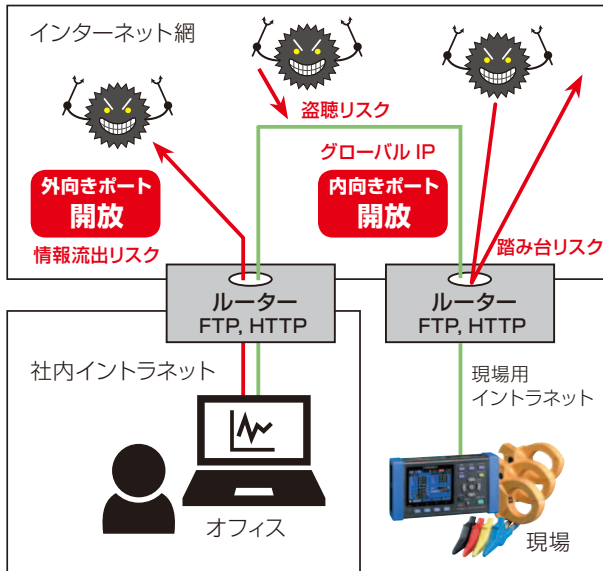 インターネット網
盗聴リスク
グローバル IP
外向きポート
開放
内向きポート
開放
情報流出リスク
踏み台リスク
ルーター
FTP, HTTP
ルーター
FTP, HTTP
社内イントラネット
現場用
イントラネット
オフィス
現場